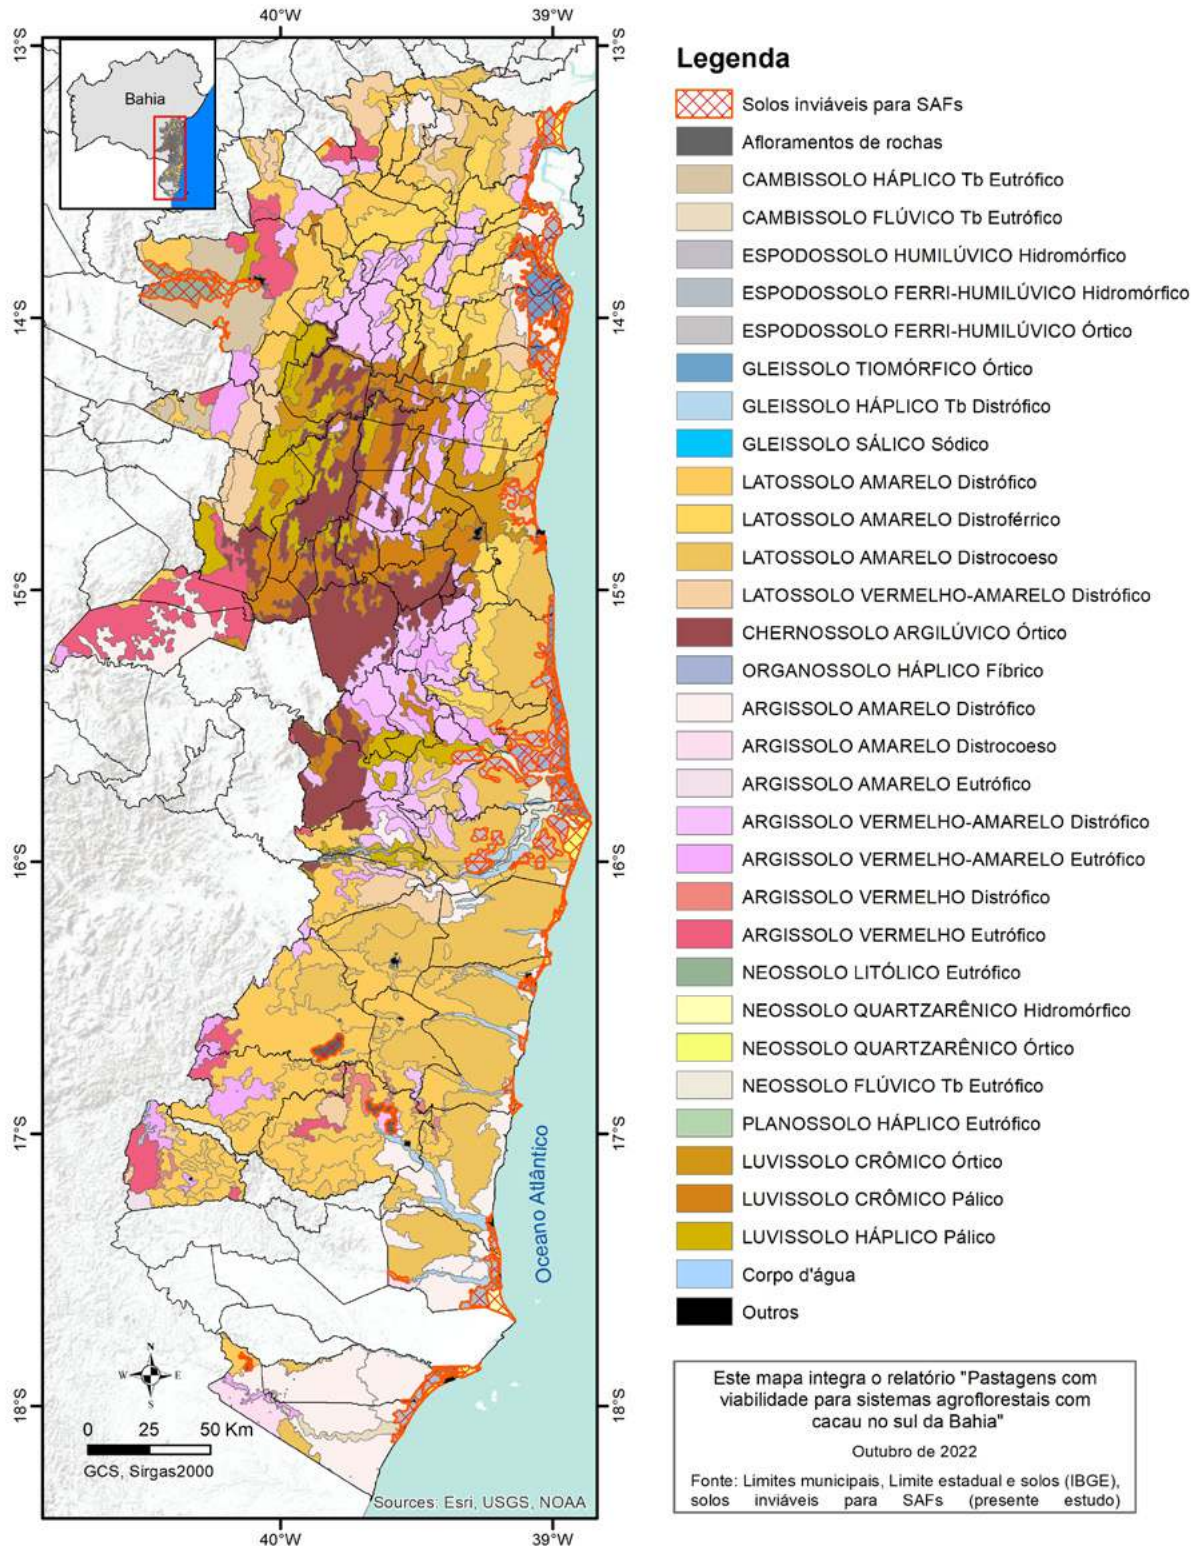 40°W
39°W
13°S
13°S
Bahia
14°S
14°S
15°S
15°S
16°S
16°S
17°S
17°S
18°S
18°S
Oceano Atlântico
N
W
E
S
0 25 50 Km
GCS, Sirgas2000
Sources: Esri, USGS, NOAA
40°W
39°W
Legenda
Solos inviáveis para SAFs
Afloramentos de rochas
CAMBISSOLO HÁPLICO Tb Eutrófico
CAMBISSOLO FLÚVICO Tb Eutrófico
ESPODOSSOLO HUMILÚVICO Hidromórfico
ESPODOSSOLO FERRI-HUMILÚVICO Hidromórfico
ESPODOSSOLO FERRI-HUMILÚVICO Órtico
GLEISSOLO TIOMÓRFICO Órtico
GLEISSOLO HÁPLICO Tb Distrófico
GLEISSOLO SÁLICO Sódico
LATOSSOLO AMARELO Distrófico
LATOSSOLO AMARELO Distroférrico
LATOSSOLO AMARELO Distrocoeso
LATOSSOLO VERMELHO-AMARELO Distrófico
CHERNOSSOLO ARGILÚVICO Órtico
ORGANOSSOLO HÁPLICO Fíbrico
ARGISSOLO AMARELO Distrófico
ARGISSOLO AMARELO Distrocoeso
ARGISSOLO AMARELO Eutrófico
ARGISSOLO VERMELHO-AMARELO Distrófico
ARGISSOLO VERMELHO-AMARELO Eutrófico
ARGISSOLO VERMELHO Distrófico
ARGISSOLO VERMELHO Eutrófico
NEOSSOLO LITÓLICO Eutrófico
NEOSSOLO QUARTZARÊNICO Hidromórfico
NEOSSOLO QUARTZARÊNICO Órtico
NEOSSOLO FLÚVICO Tb Eutrófico
PLANOSSOLO HÁPLICO Eutrófico
LUVISSOLO CRÔMICO Órtico
LUVISSOLO CRÔMICO Pálico
LUVISSOLO HÁPLICO Pálico
Corpo d'água
Outros
Este mapa integra o relatório "Pastagens com
viabilidade para sistemas agroflorestais com
cacau no sul da Bahia"
Outubro de 2022
Fonte: Limites municipais, Limite estadual e solos (IBGE),
solos inviáveis para SAFs (presente estudo)